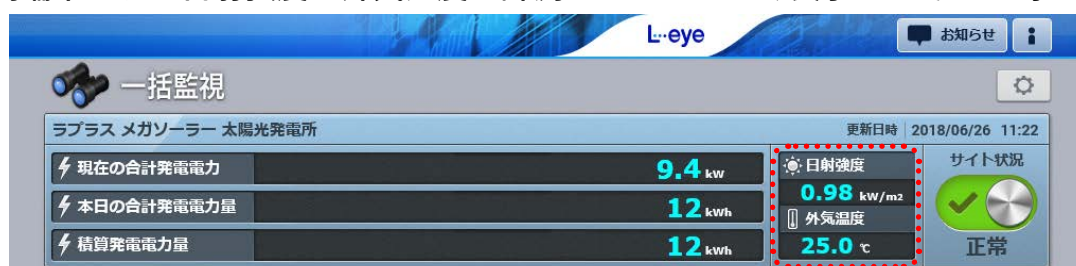 L・・eye
お知らせ
一括監視
ラプラス メガソーラー 太陽光発電所
更新日時 2018/06/26 11:22
現在の合計発電電力 9.4 kW
本日の合計発電電力量 12 kWh
積算発電電力量 12 kWh
日射強度
0.98 kW/m2
外気温度
25.0 ℃
サイト状況
正常